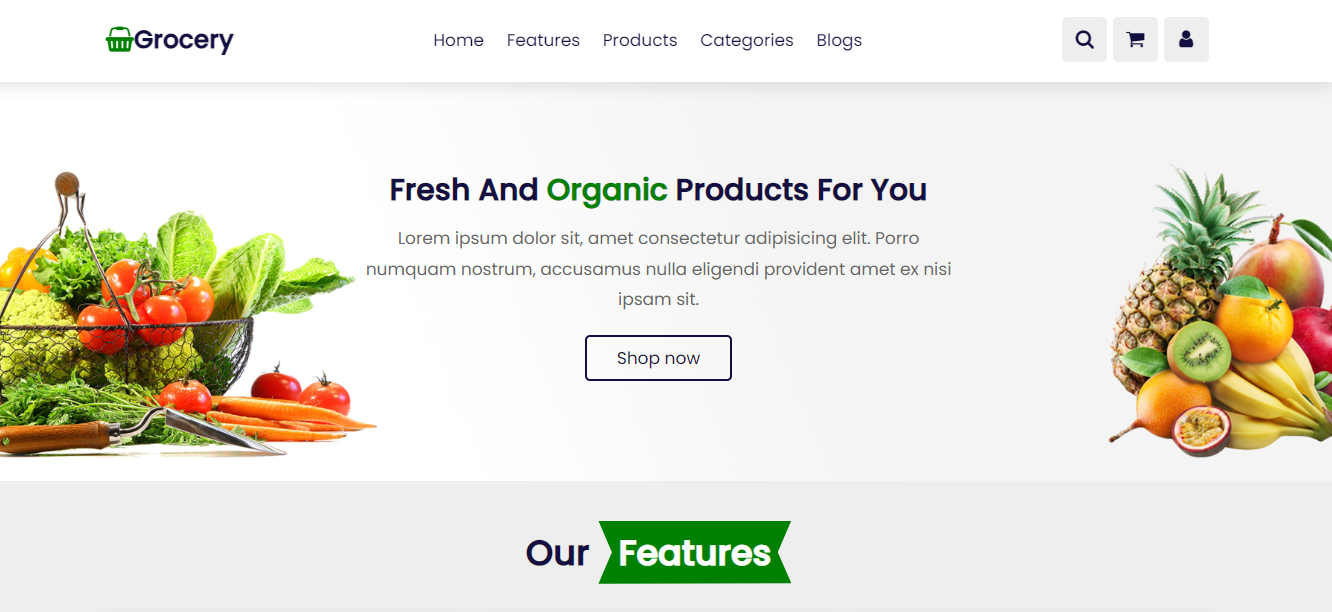 Grocery
Home Features Products Categories Blogs
Fresh And Organic Products For You
Lorem ipsum dolor sit, amet consectetur adipisicing elit. Porro
numquam nostrum, accusamus nulla eligendi provident amet ex nisi
ipsam sit.
Shop now
Our Features